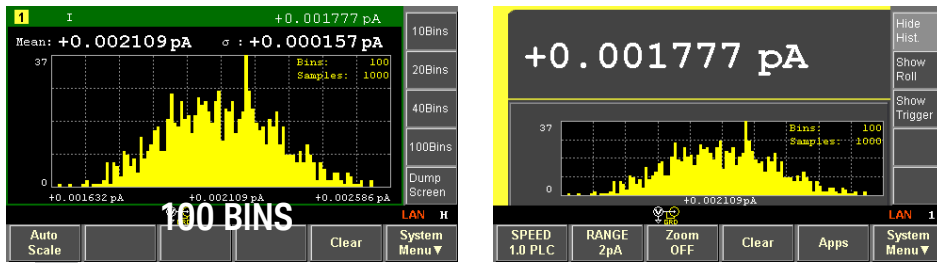 1 I +0.001777 pA
Mean: +0.002109 pA σ : +0.000157 pA
37
Bins: 100
Samples: 1000
0
+0.001632 pA +0.002109 pA +0.002586 pA
10Bins
20Bins
40Bins
100Bins
Dump
Screen
100 BINS
GRD
LAN H
Auto
Scale
Clear
System
Menu▼
+0.001777 pA
Hide
Hist.
Show
Roll
Show
Trigger
37
Bins: 100
Samples: 1000
0
+0.002109pA
GRD
LAN 1
SPEED
1.0 PLC
RANGE
2pA
Zoom
OFF
Clear
Apps
System
Menu▼